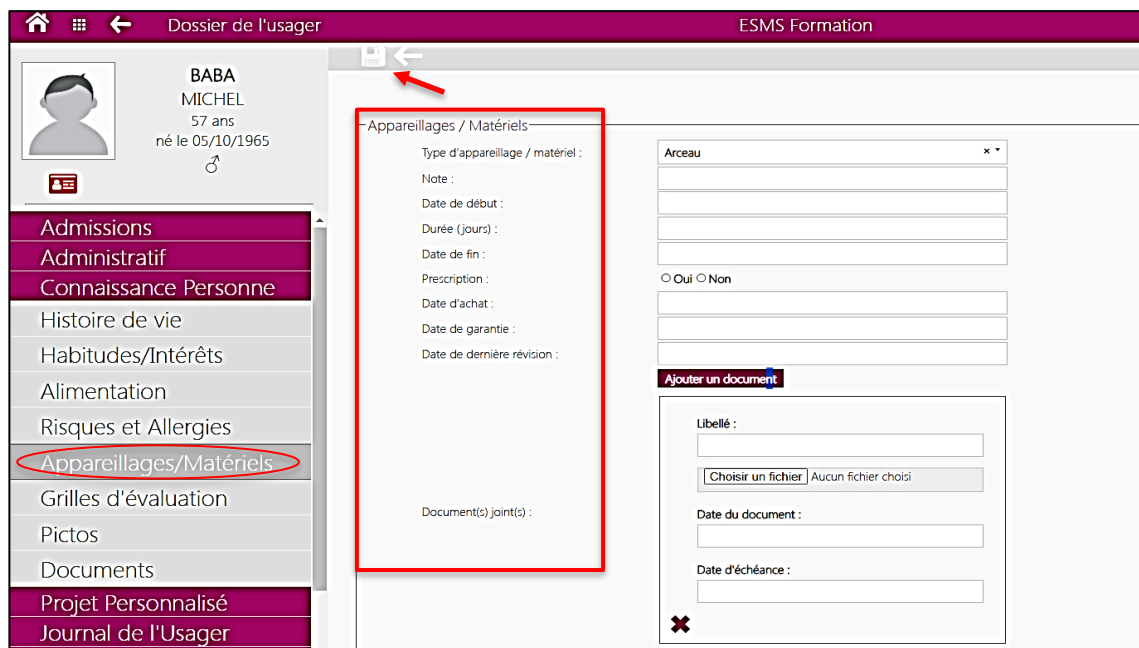 Dossier de l'usager
ESMS Formation
BABA
MICHEL
57 ans
né le 05/10/1965
Admissions
Administratif
Connaissance Personne
Histoire de vie
Habitudes/Intérêts
Alimentation
Risques et Allergies
Appareillages/Matériels
Grilles d'évaluation
Pictos
Documents
Projet Personnalisé
Journal de l'Usager
Appareillages / Matériels
Type d'appareillage / matériel :
Arceau
Note :
Date de début :
Durée (jours) :
Date de fin :
Prescription :
Oui Non
Date d'achat :
Date de garantie :
Date de dernière révision :
Ajouter un document
Document(s) joint(s) :
Libellé :
Choisir un fichier Aucun fichier choisi
Date du document :
Date d'échéance :